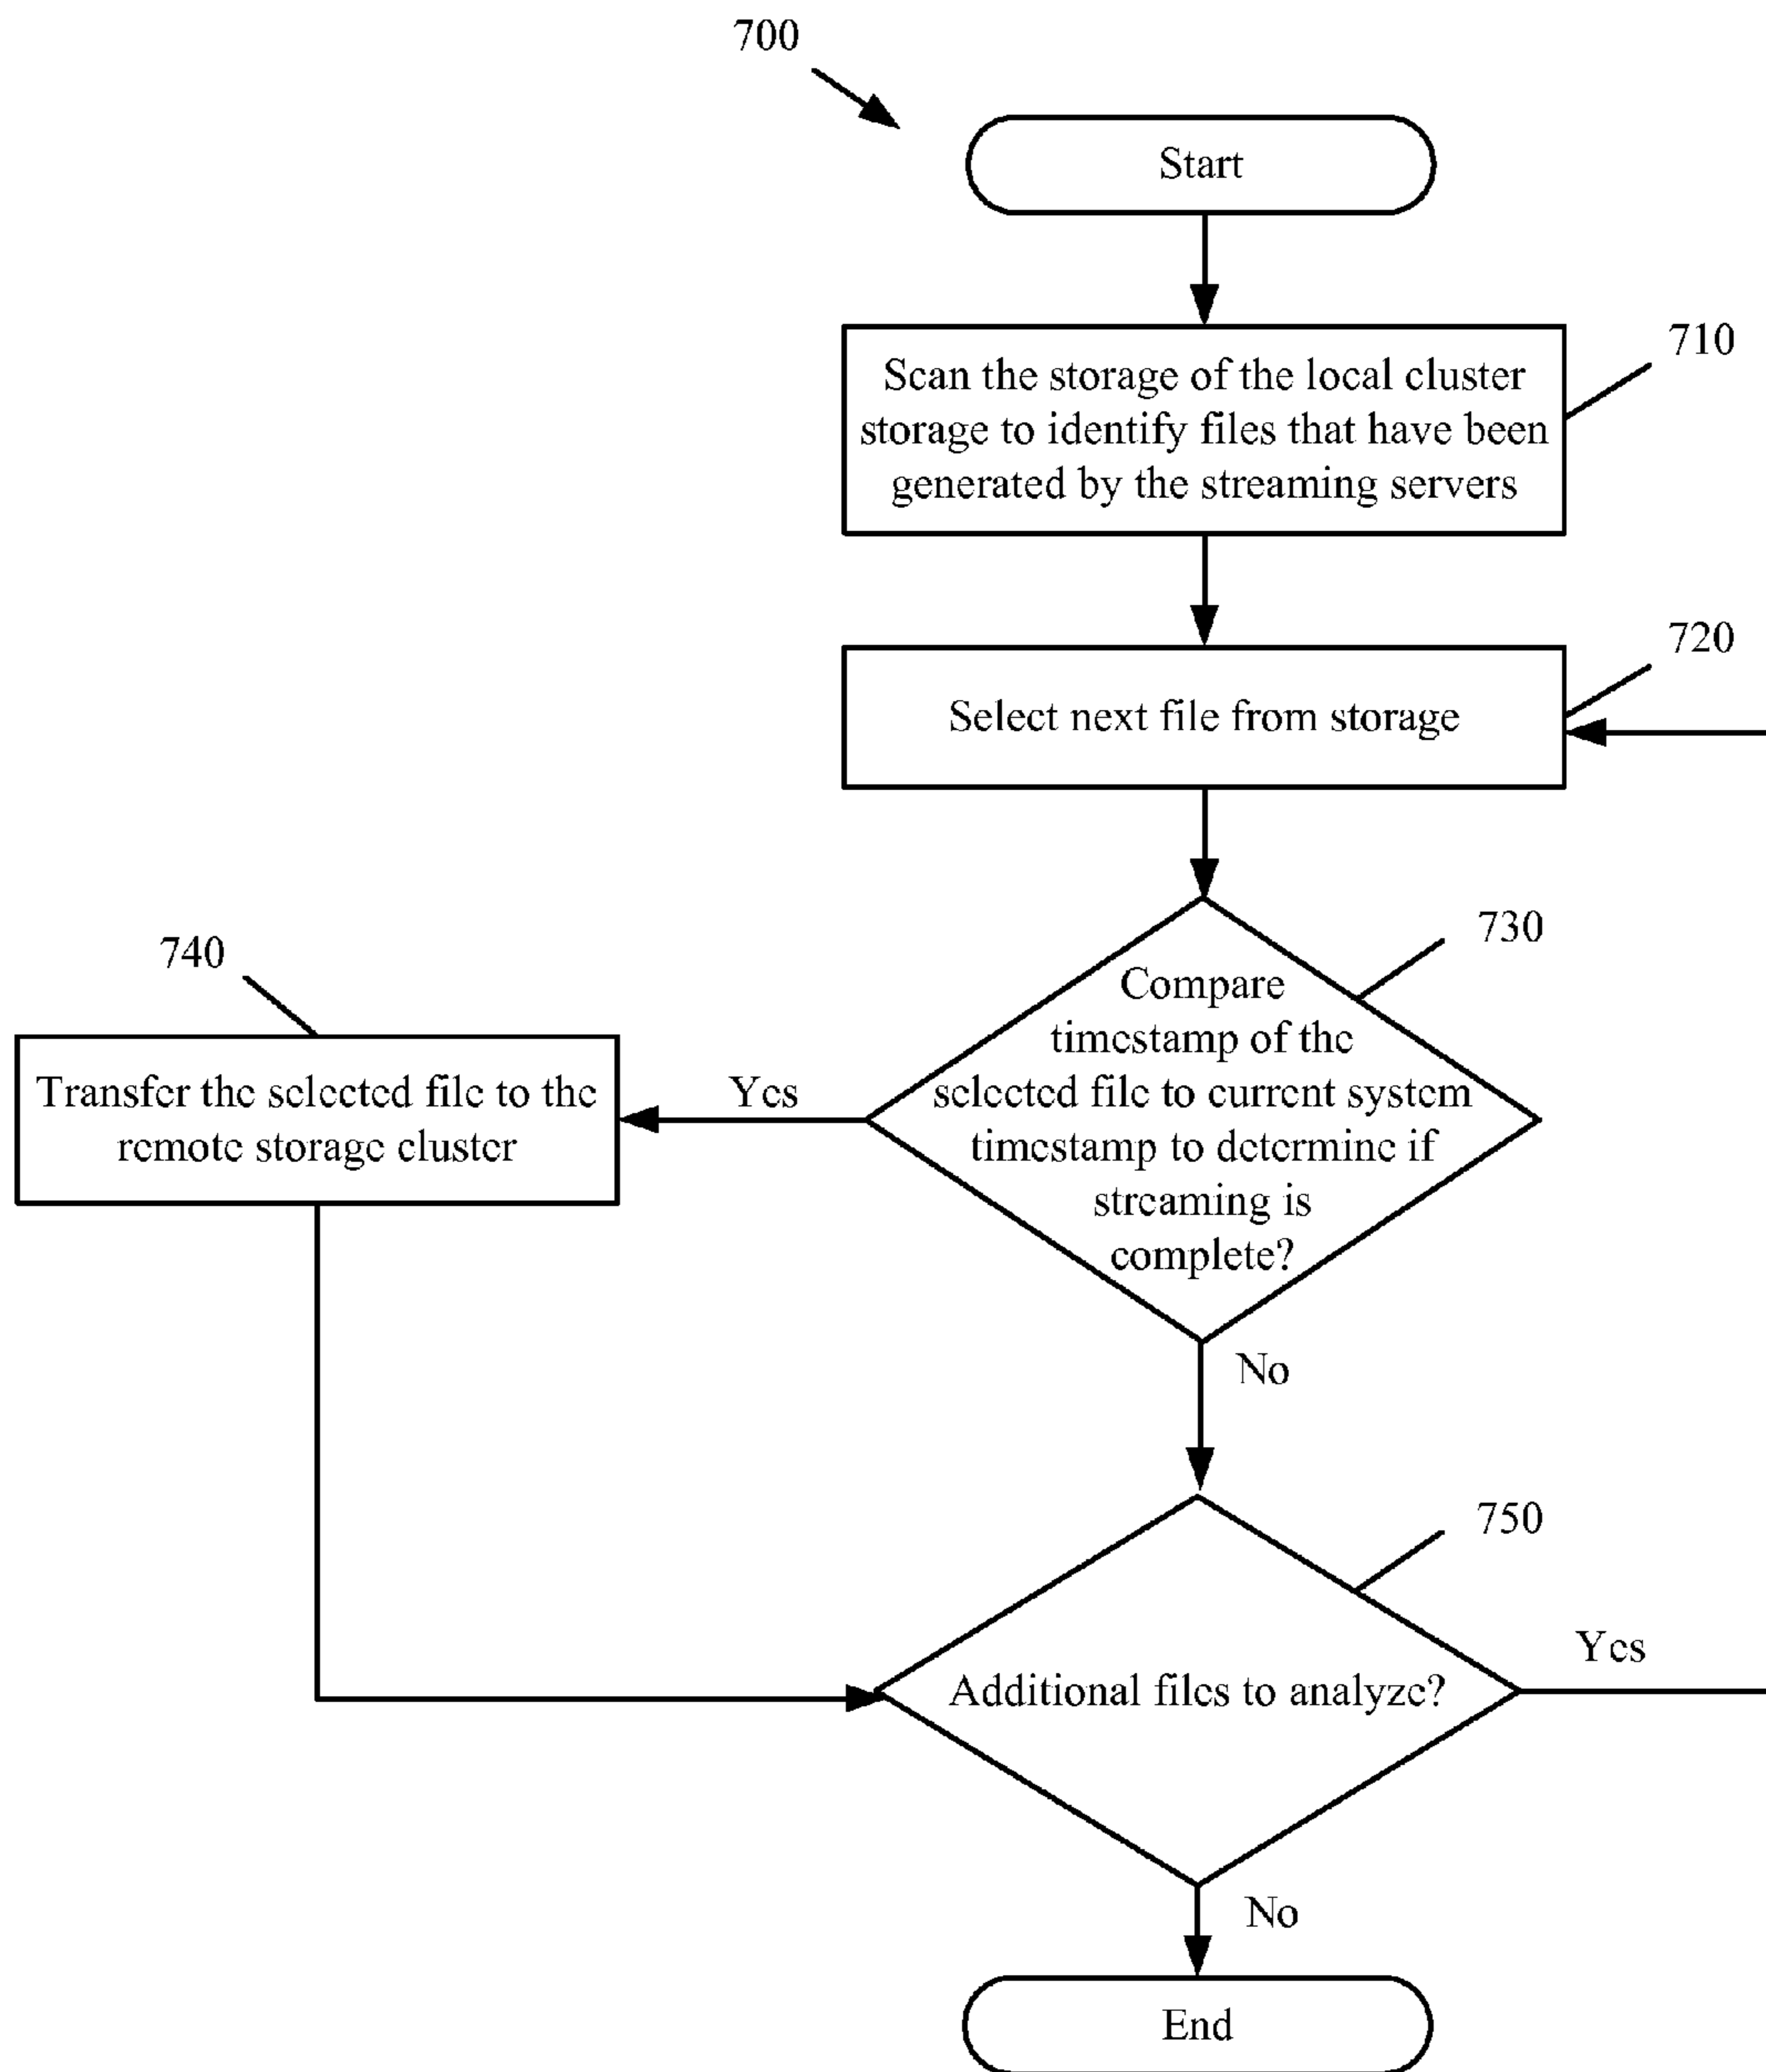 700
Start
710
Scan the storage of the local cluster
storage to identify files that have been
generated by the streaming servers
720
Select next file from storage
730
Compare
timestamp of the
selected file to current system
timestamp to determine if
streaming is
complete?
740
Transfer the selected file to the
remote storage cluster
Yes
No
750
Additional files to analyze?
Yes
No
End